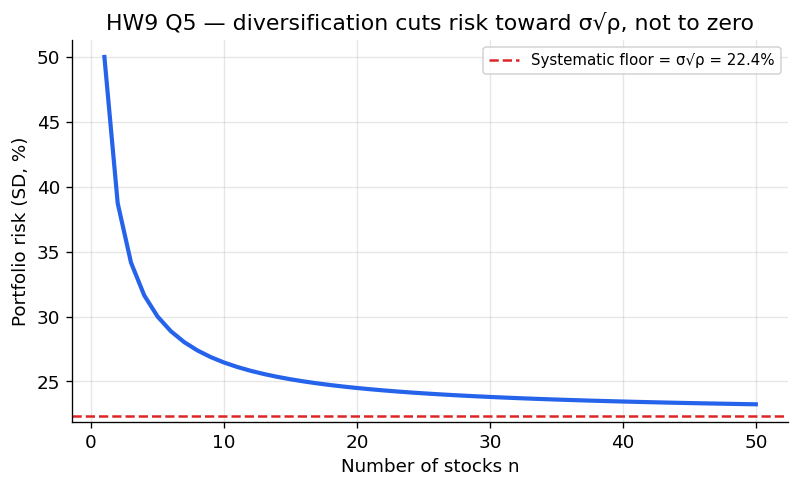 HW9 Q5 — diversification cuts risk toward σ√ρ, not to zero
Systematic floor = σ√ρ = 22.4%
Portfolio risk (SD, %)
50
45
40
35
30
25
0 10 20 30 40 50
Number of stocks n